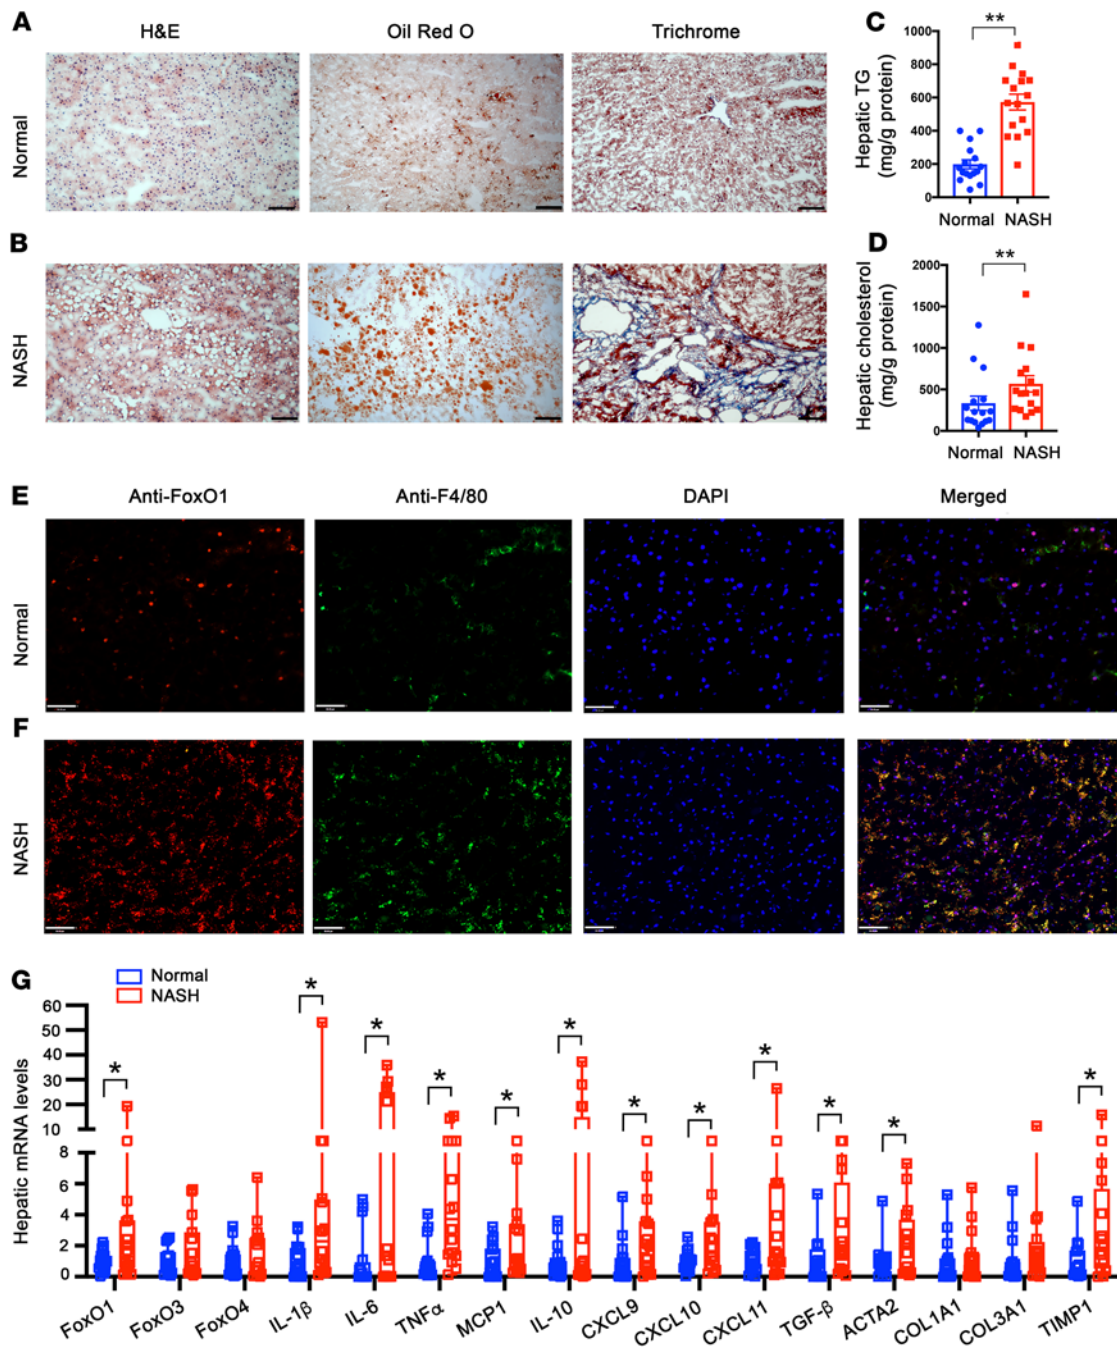 A
H&E
Oil Red O
Trichrome
Normal
B
NASH
C
**
Hepatic TG
(mg/g protein)
1000
800
600
400
200
0
Normal
NASH
D
**
Hepatic cholesterol
(mg/g protein)
2000
1500
1000
500
0
Normal
NASH
E
Anti-FoxO1
Anti-F4/80
DAPI
Merged
Normal
F
NASH
G
Normal
NASH
Hepatic mRNA levels
60
50
40
30
20
10
8
6
4
2
0
*
*
*
*
*
*
*
*
*
*
*
FoxO1
FoxO3
FoxO4
IL-1β
IL-6
TNFα
MCP1
IL-10
CXCL9
CXCL10
CXCL11
TGF-β
ACTA2
COL1A1
COL3A1
TIMP1